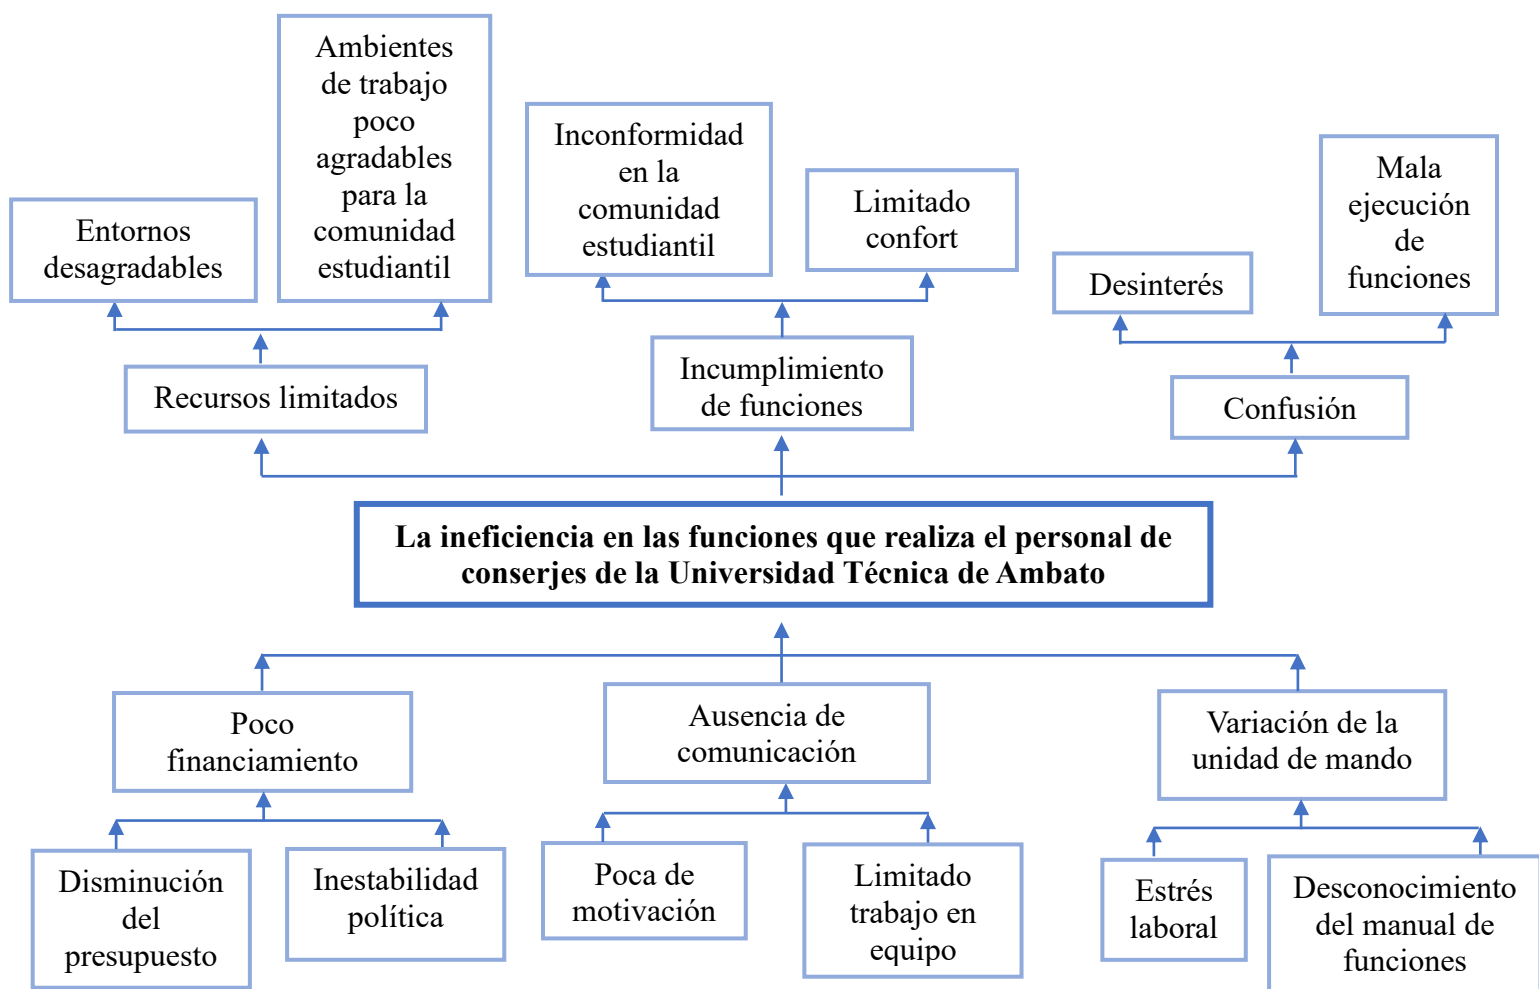 Ambientes
de trabajo
poco
agradables
para la
comunidad
estudiantil
Inconformidad
en la
comunidad
estudiantil
Mala
ejecución
de
funciones
Entornos
desagradables
Limitado
confort
Desinterés
Recursos limitados
Incumplimiento
de funciones
Confusión
La ineficiencia en las funciones que realiza el personal de
conserjes de la Universidad Técnica de Ambato
Poco
financiamiento
Ausencia de
comunicación
Variación de la
unidad de mando
Disminución
del
presupuesto
Inestabilidad
política
Poca de
motivación
Limitado
trabajo en
equipo
Estrés
laboral
Desconocimiento
del manual de
funciones